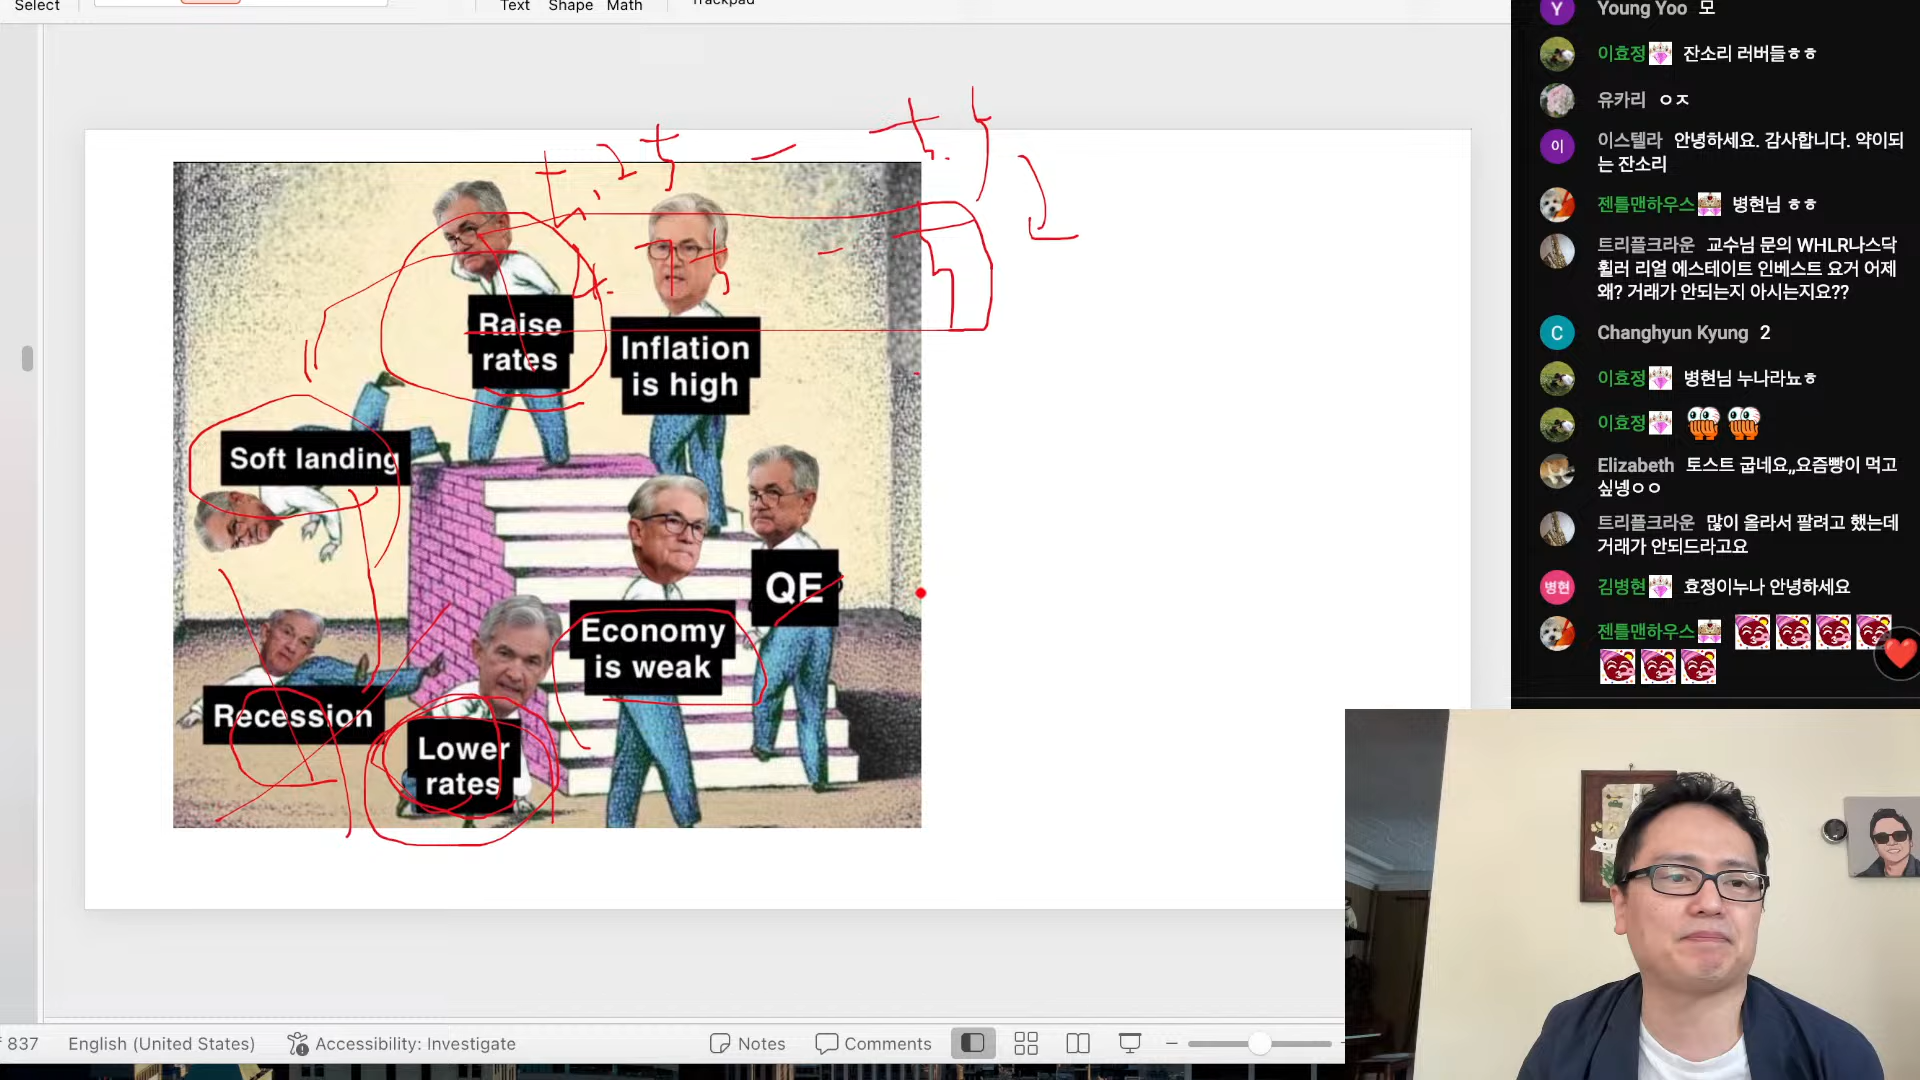 Select
Text
Shape
Math
Trackpad
Raise
rates
Inflation
is high
Soft landing
QE
Economy
is weak
Recession
Lower
rates
837
English (United States)
Accessibility: Investigate
Notes
Comments
Y Young Yoo 모
이효정 잔소리 러버들ㅎㅎ
유카리 ㅇㅈ
이 이스텔라 안녕하세요. 감사합니다. 약이되
는 잔소리
젠틀맨하우스 병현님 ㅎㅎ
트리플크라운 교수님 문의 WHLR나스닥
휠러 리얼 에스테이트 인베스트 요거 어제
왜? 거래가 안되는지 아시는지요??
C Changhyun Kyung 2
이효정 병현님 누나라뇨ㅎ
이효정
Elizabeth 토스트 굽네요,,요즘빵이 먹고
싶넹ㅇㅇ
트리플크라운 많이 올라서 팔려고 했는데
거래가 안되드라고요
병현 김병현 효정이누나 안녕하세요
젠틀맨하우스